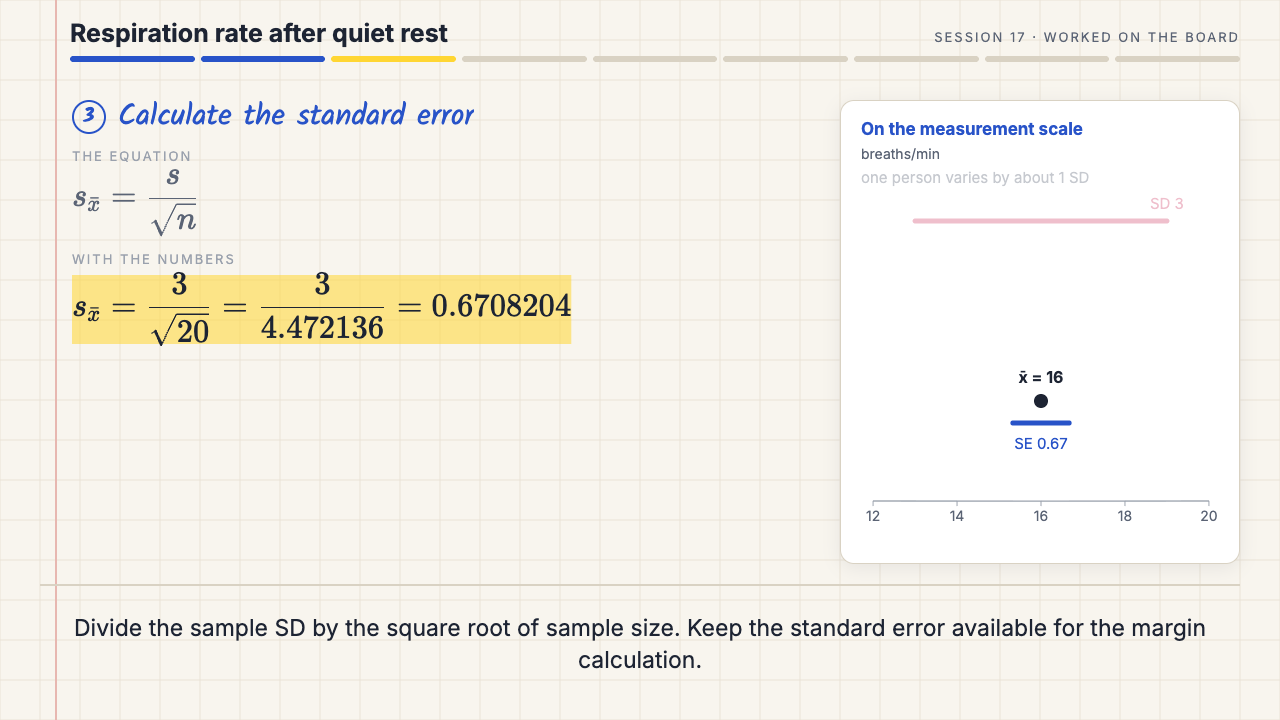 Respiration rate after quiet rest
SESSION 17 · WORKED ON THE BOARD
3 Calculate the standard error
THE EQUATION
s_x̄ = s / √n
WITH THE NUMBERS
s_x̄ = 3 / √20 = 3 / 4.472136 = 0.6708204
On the measurement scale
breaths/min
one person varies by about 1 SD
SD 3
x̄ = 16
SE 0.67
12 14 16 18 20
Divide the sample SD by the square root of sample size. Keep the standard error available for the margin
calculation.